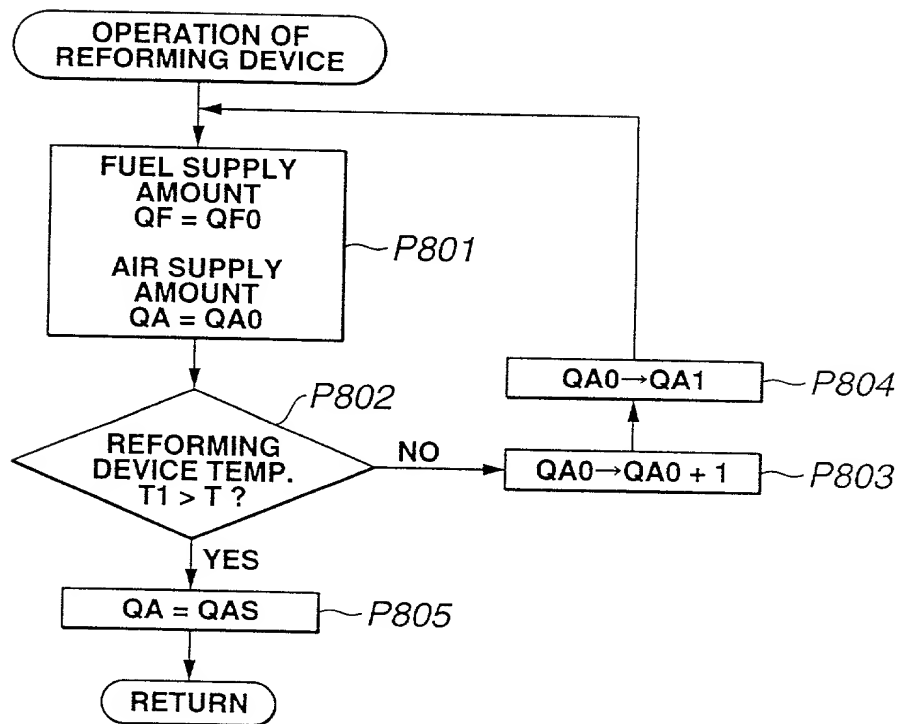 OPERATION OF
REFORMING DEVICE
FUEL SUPPLY
AMOUNT
QF = QF0
AIR SUPPLY
AMOUNT
QA = QA0
P801
P802
REFORMING
DEVICE TEMP.
T1 > T ?
NO
QA0→QA0 + 1
P803
QA0→QA1
P804
YES
QA = QAS
P805
RETURN